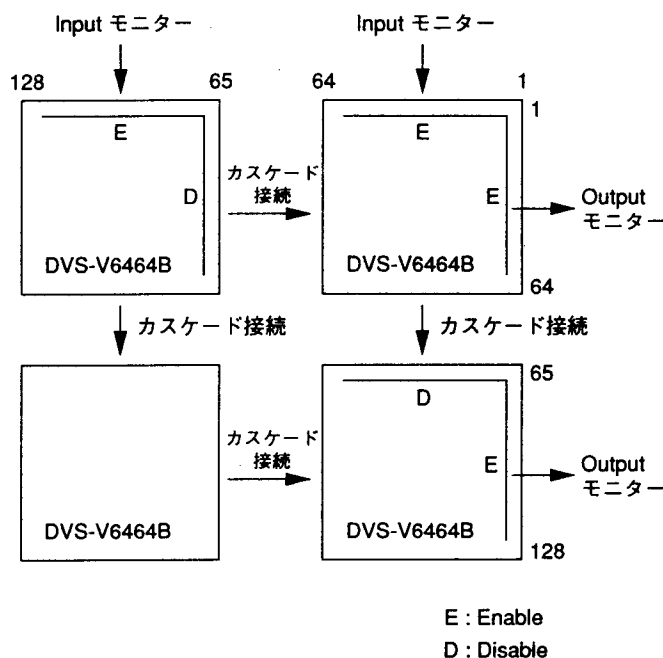 Input モニター
Input モニター
128
65
64
1
1
E
E
カスケード
接続
D
E
Output
モニター
DVS-V6464B
DVS-V6464B
64
カスケード接続
カスケード接続
65
D
カスケード
接続
E
Output
モニター
DVS-V6464B
DVS-V6464B
128
E : Enable
D : Disable